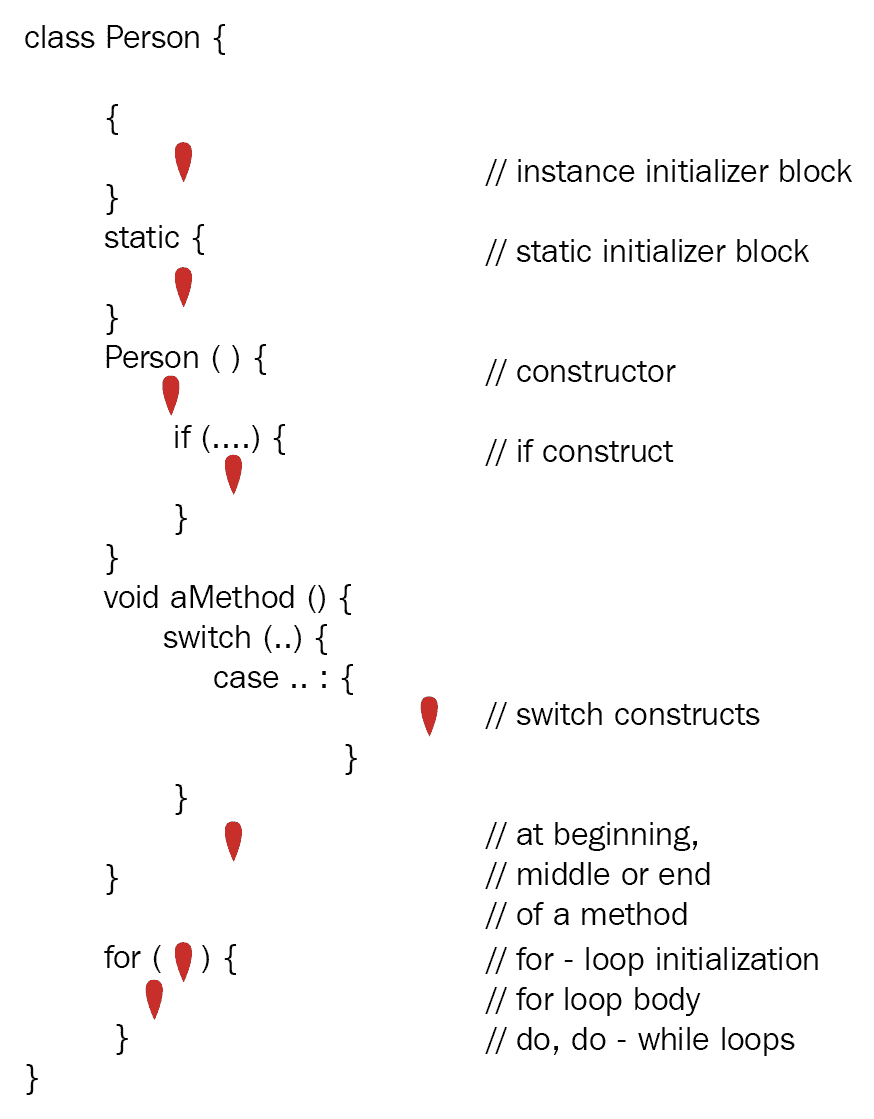 class Person {
{
// instance initializer block
}
static {
// static initializer block
}
Person ( ) {
// constructor
if (....) {
// if construct
}
}
void aMethod () {
switch (..) {
case .. : {
// switch constructs
}
}
// at beginning,
}
// middle or end
// of a method
for ( ) {
// for - loop initialization
// for loop body
}
// do, do - while loops
}